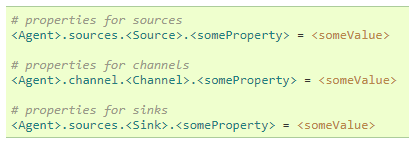 # properties for sources
<Agent>.sources.<Source>.<someProperty> = <someValue>
# properties for channels
<Agent>.channel.<Channel>.<someProperty> = <someValue>
# properties for sinks
<Agent>.sources.<Sink>.<someProperty> = <someValue>